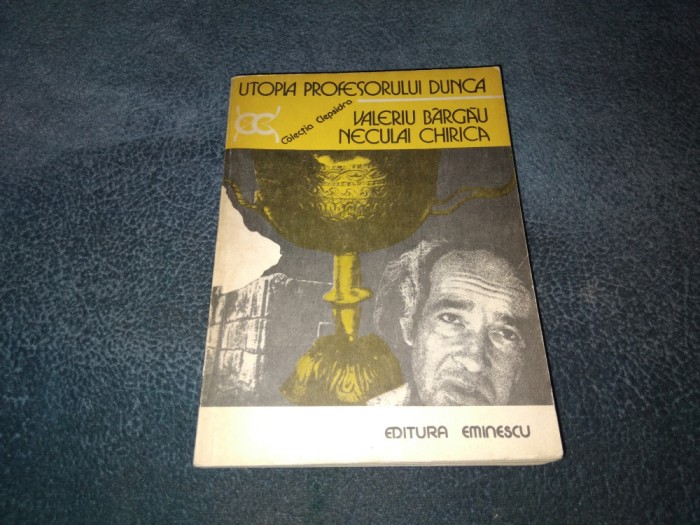 UTOPIA PROFESORULUI DUNCA
Colecția Clepsidra
VALERIU BÂRGĂU
NECULAI CHIRICA
EDITURA EMINESCU